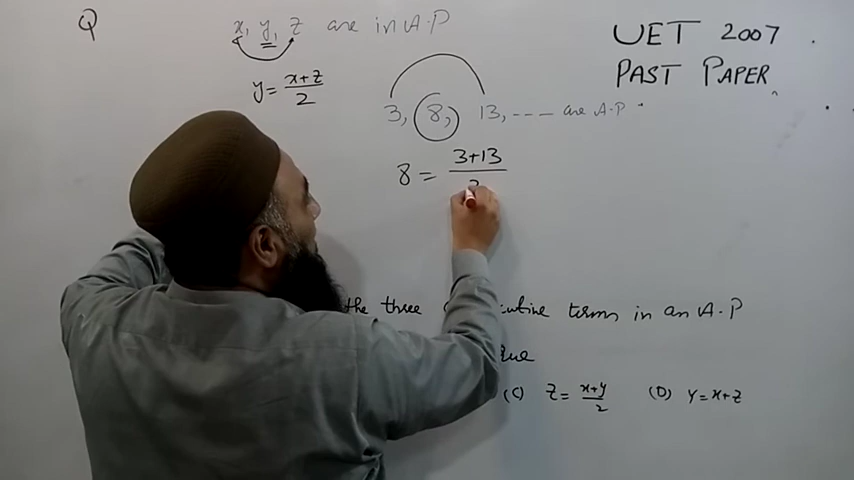 Q x, y, z are in A.P UET 2007
y = x+z/2 PAST PAPER
3, 8, 13, ---- are A.P
8 = 3+13/2
the three terms in an A.P
(C) z = x+y/2 (D) y = x+z